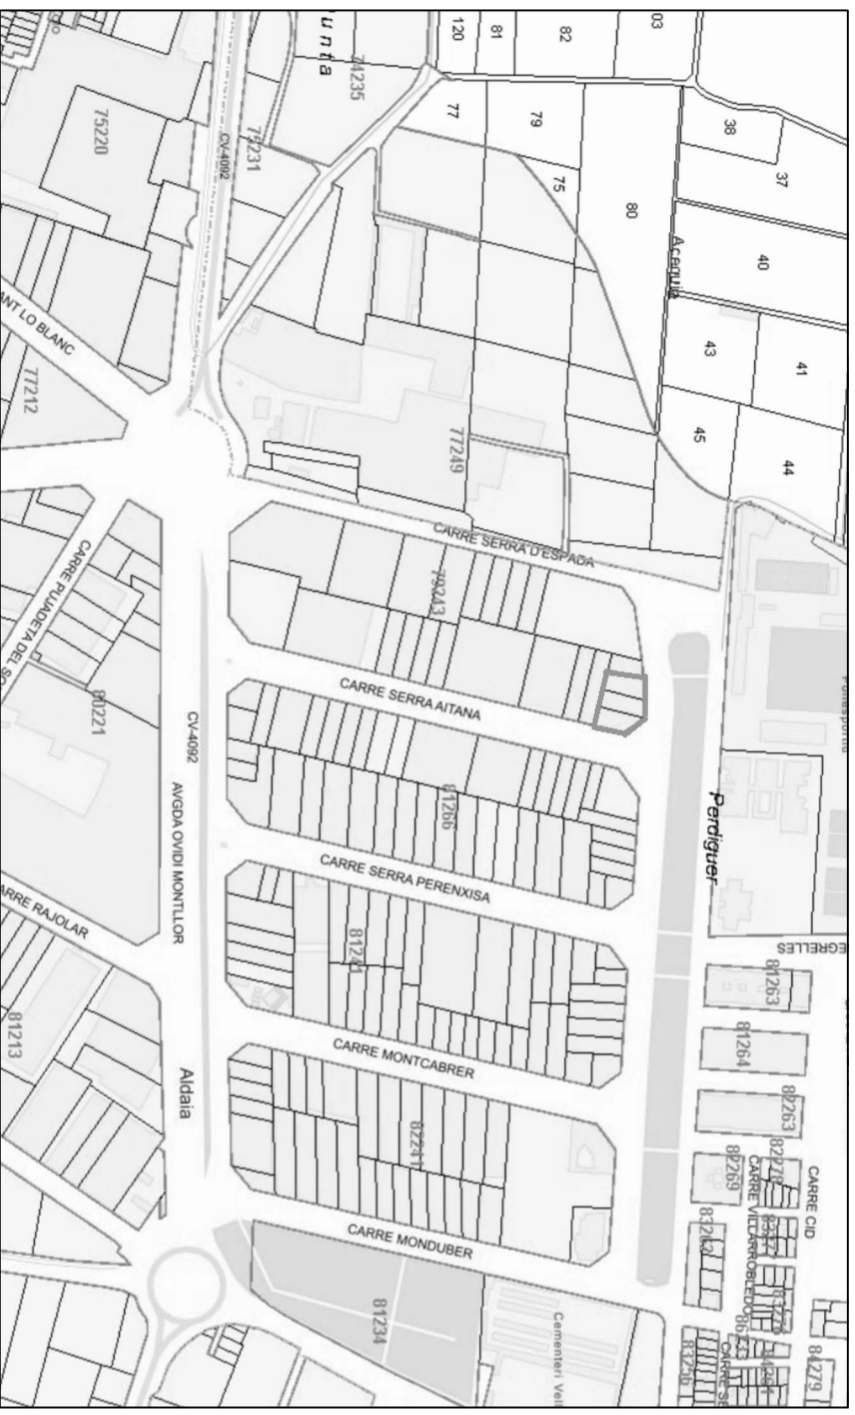 03
82
81
120
unta
74235
77
79
38
37
75
80
75220
75231
CV-4092
Acequia
40
43
41
45
44
ANT LO BLANC
77212
77249
CARRE SERRA D'ESPADA
79243
CARRE PUJADETA DEL
80221
CARRE SERRA AITANA
CV-4092
AVGDA OVIDI MONTLLOR
81266
Perdiguer
CARRE SERRA PERENXISA
ARRE RAJOLAR
81241
EGRELLES
81263
81213
CARRE MONTCABRER
81264
Aldaia
82241
82263
82269
82278
CARRE CID
CARRE VILLARROBLEDO
CARRE MONDUBER
81234
Cementeri Vell
84279